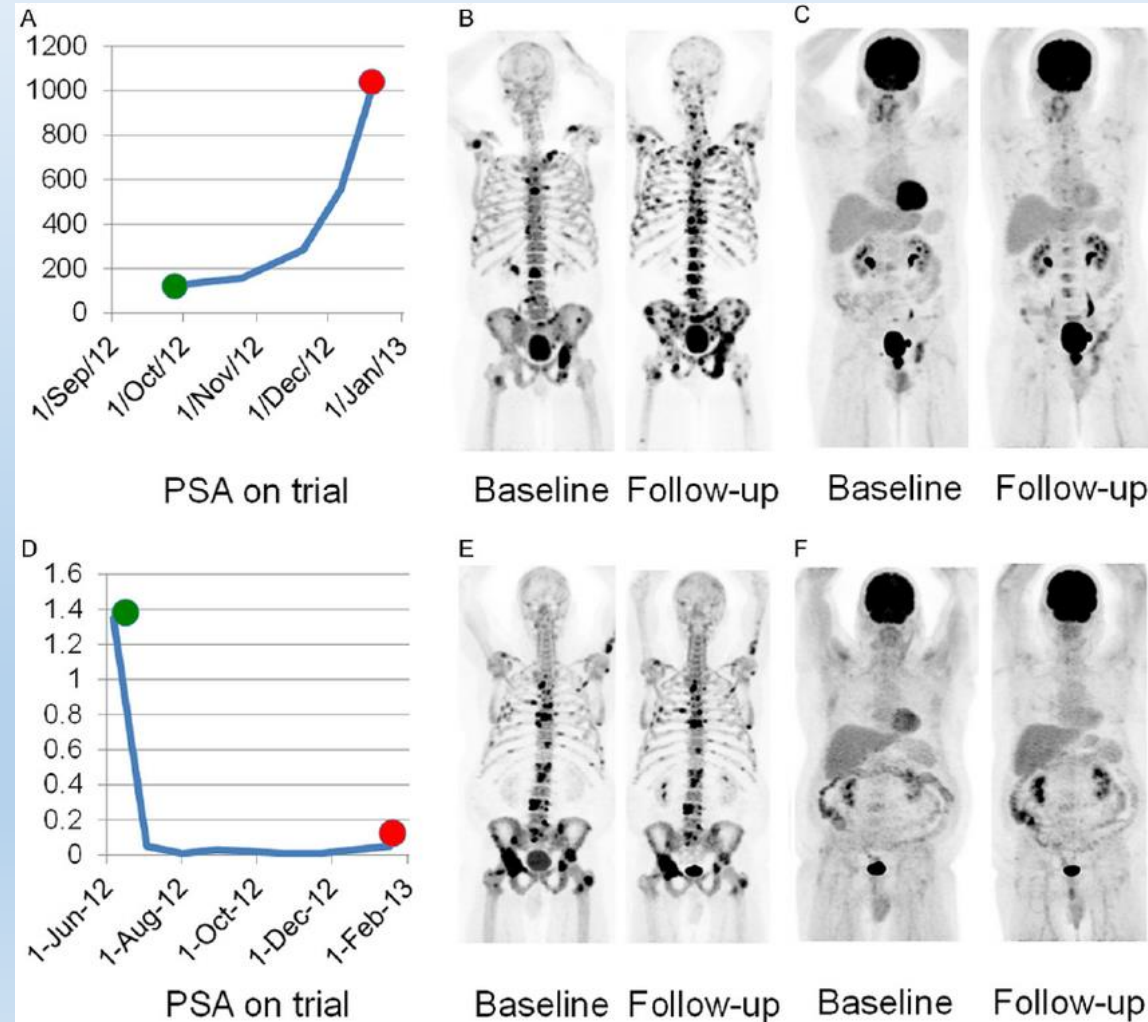 A
1200
1000
800
600
400
200
0
1/Sep/12
1/Oct/12
1/Nov/12
1/Dec/12
1/Jan/13
PSA on trial
B
Baseline Follow-up
C
Baseline Follow-up
D
1.6
1.4
1.2
1
0.8
0.6
0.4
0.2
0
1-Jun-12
1-Aug-12
1-Oct-12
1-Dec-12
1-Feb-13
PSA on trial
E
Baseline Follow-up
F
Baseline Follow-up